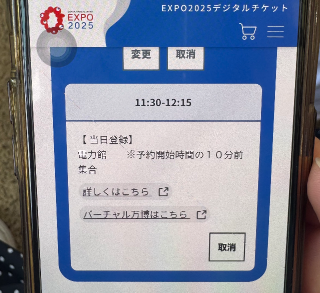 EXPO2025デジタルチケット
EXPO
2025
変更 取消
11:30-12:15
【当日登録】
電力館　　※予約開始時間の１０分前
集合
詳しくはこちら
バーチャル万博はこちら
取消